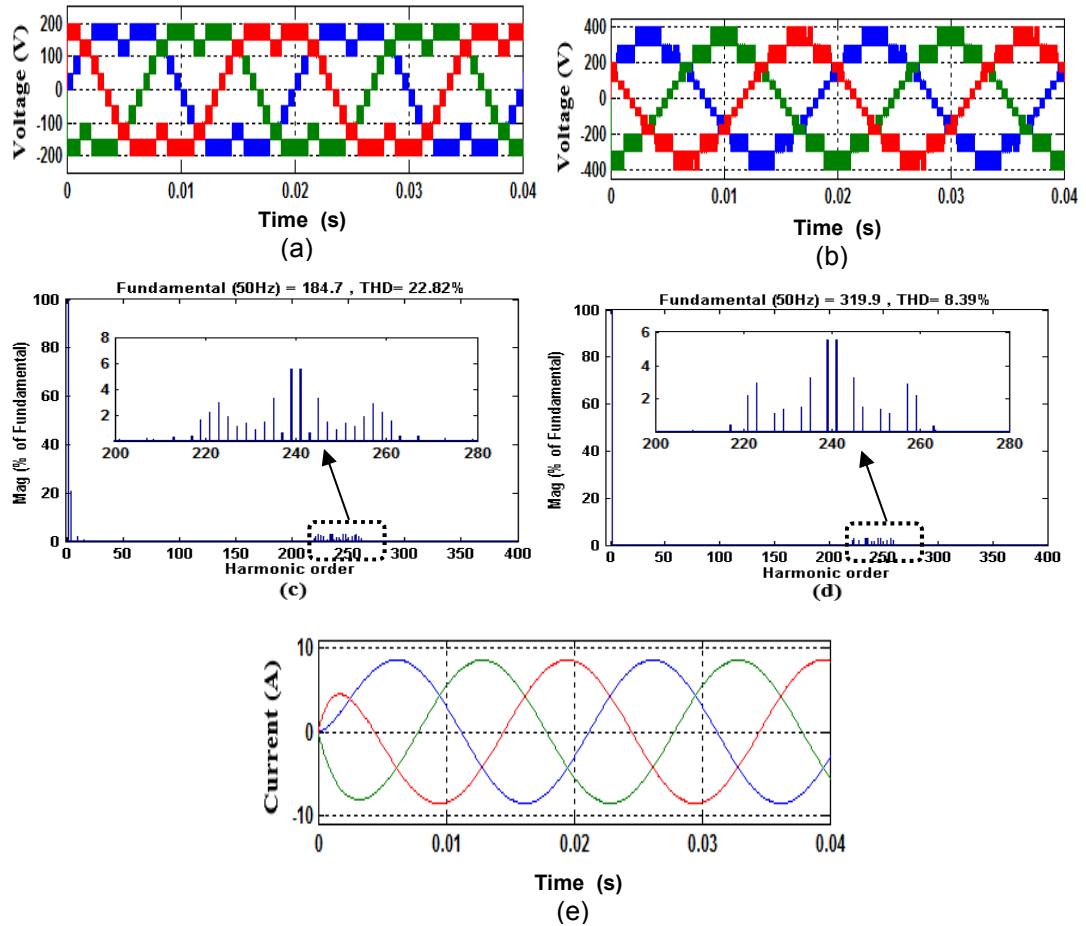 Voltage (V)
200
100
0
-100
-200
0 0.01 0.02 0.03 0.04
Time (s)
(a)
Voltage (V)
400
200
0
-200
-400
0 0.01 0.02 0.03 0.04
Time (s)
(b)
Fundamental (50Hz) = 184.7 , THD= 22.82%
Mag (% of Fundamental)
100
80
60
40
20
0
8
6
4
2
200 220 240 260 280
0 50 100 150 200 250 300 350 400
Harmonic order
(c)
Fundamental (50Hz) = 319.9 , THD= 8.39%
Mag (% of Fundamental)
100
80
60
40
20
0
6
4
2
200 220 240 260 280
0 50 100 150 200 250 300 350 400
Harmonic order
(d)
Current (A)
10
0
-10
0 0.01 0.02 0.03 0.04
Time (s)
(e)